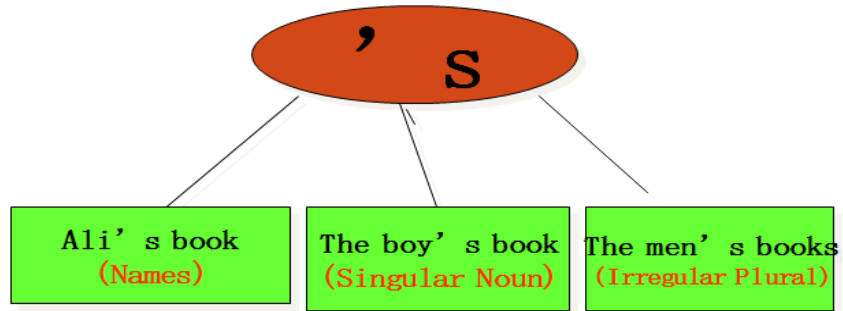 ’s
Ali’s book
(Names)
The boy’s book
(Singular Noun)
The men’s books
(Irregular Plural)